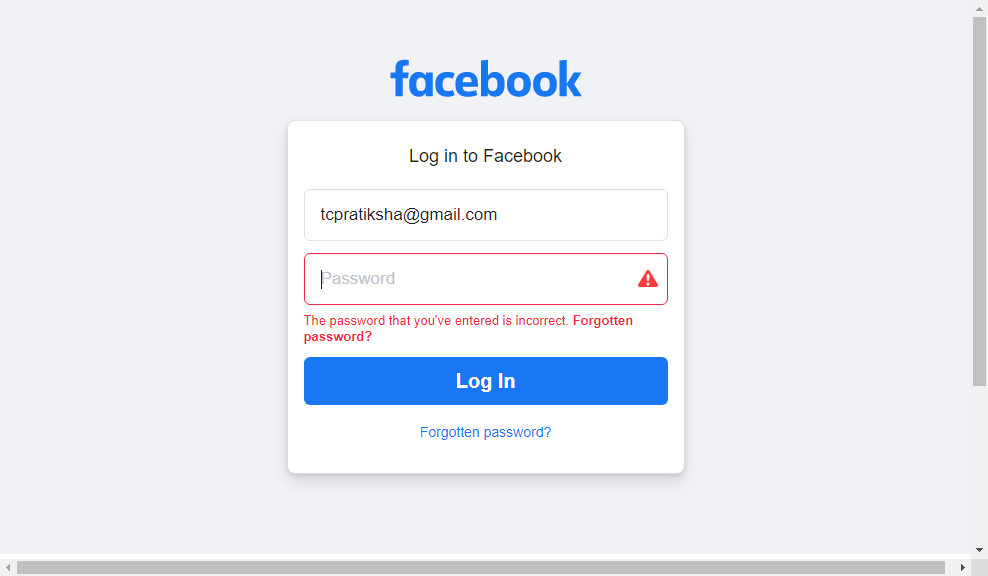 facebook
Log in to Facebook
tcpratiksha@gmail.com
Password
The password that you've entered is incorrect. Forgotten
password?
Log In
Forgotten password?